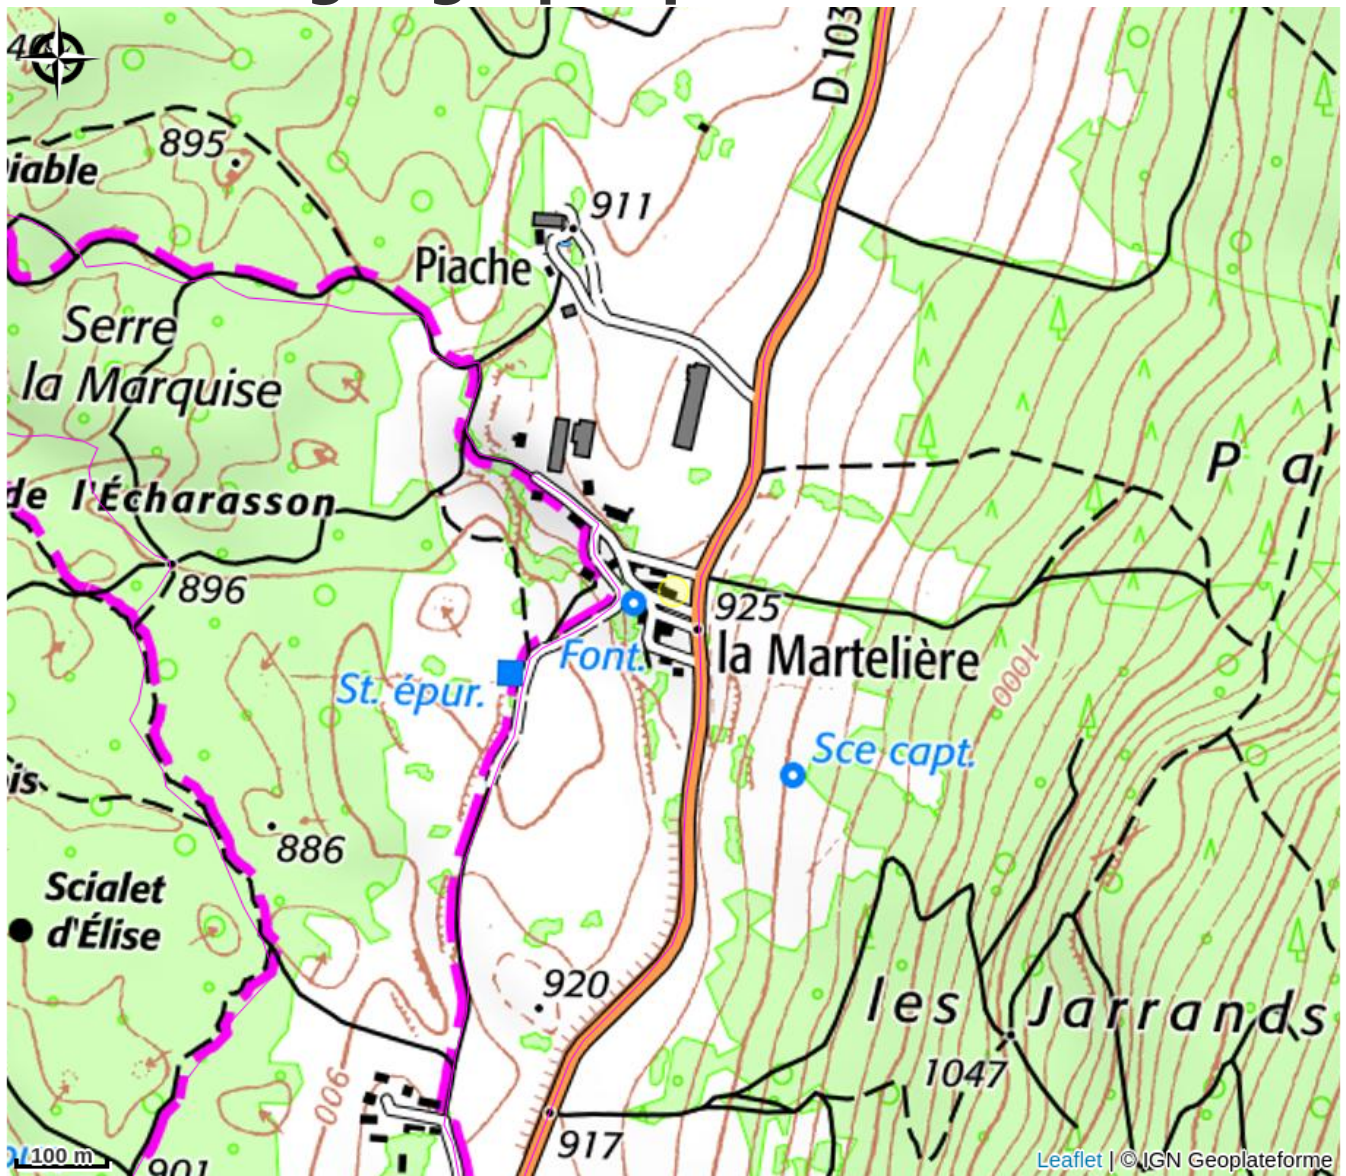 D 103
895
iable
911
Piache
Serre
la Marquise
P a
de l'Écharasson
896
925
la Martelière
Font.
St. épur.
1000
Sce capt.
is
886
Scialet
d'Élise
920
les Jarrands
1047
900
917
100 m
901
Leaflet | © IGN Geoplateforme